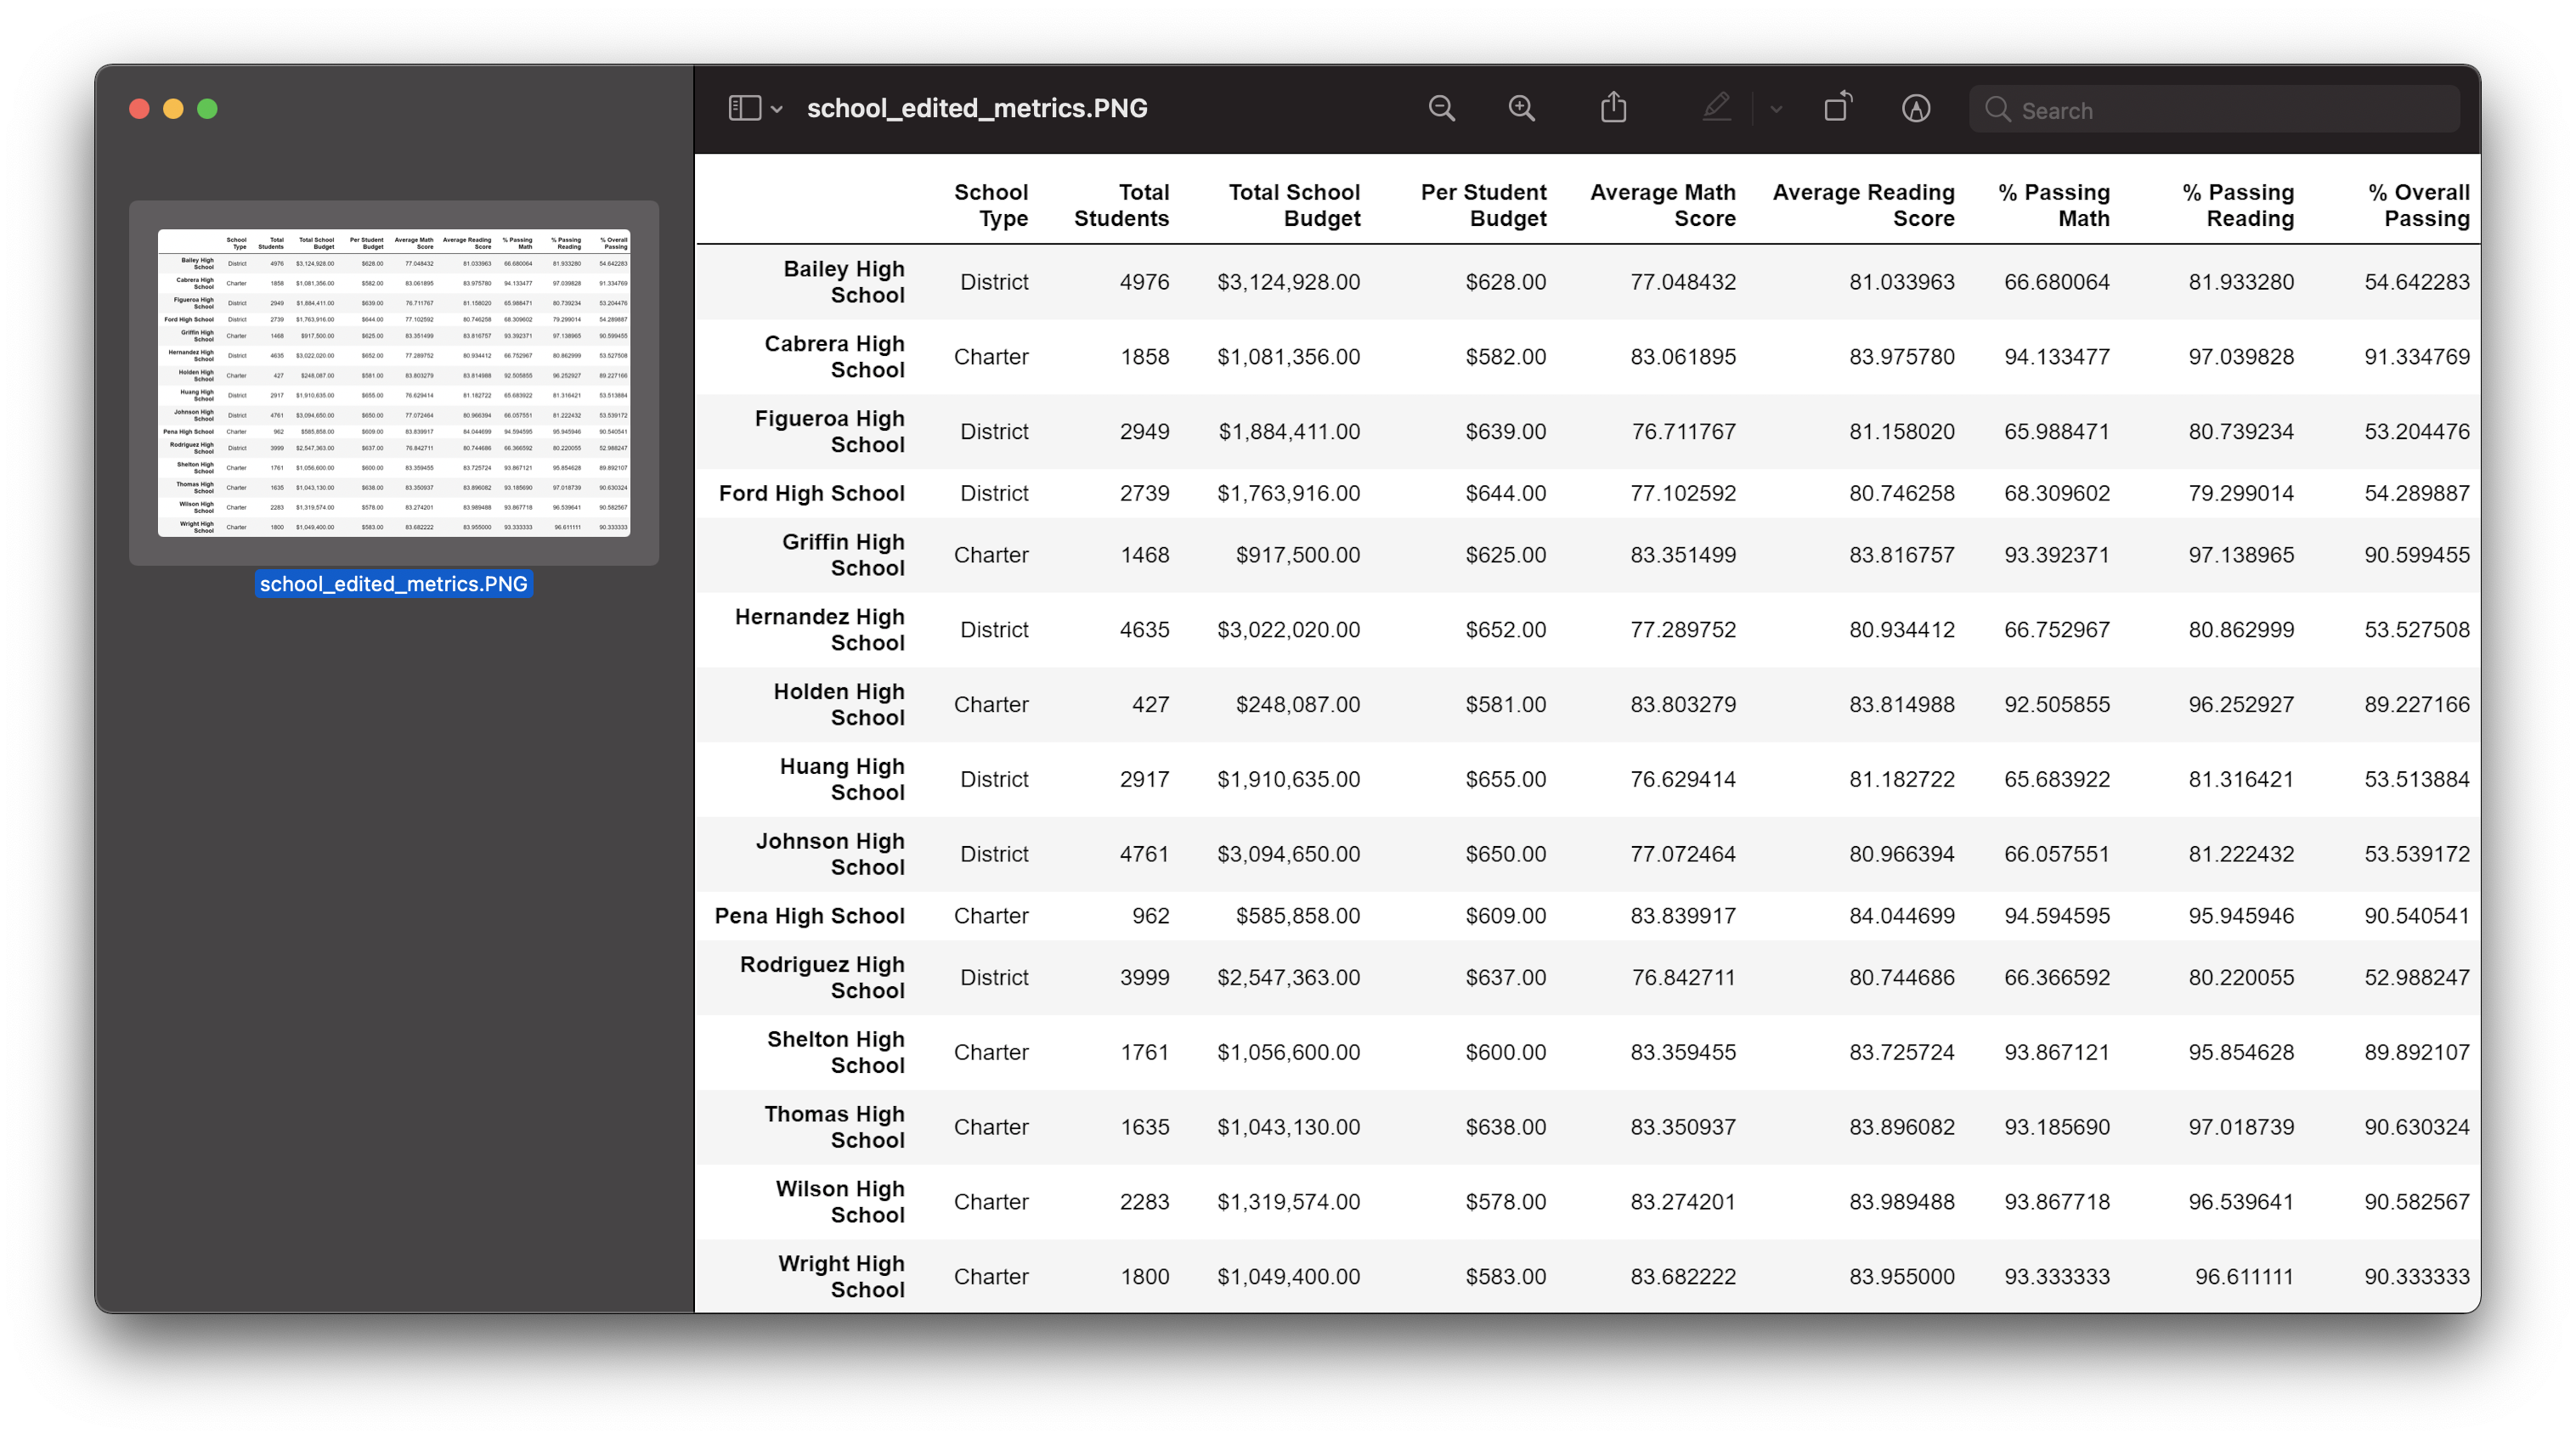 school_edited_metrics.PNG
school_edited_metrics.PNG
Search
School Type Total Students Total School Budget Per Student Budget Average Math Score Average Reading Score % Passing Math % Passing Reading % Overall Passing
Bailey High School District 4976 $3,124,928.00 $628.00 77.048432 81.033963 66.680064 81.933280 54.642283
Cabrera High School Charter 1858 $1,081,356.00 $582.00 83.061895 83.975780 94.133477 97.039828 91.334769
Figueroa High School District 2949 $1,884,411.00 $639.00 76.711767 81.158020 65.988471 80.739234 53.204476
Ford High School District 2739 $1,763,916.00 $644.00 77.102592 80.746258 68.309602 79.299014 54.289887
Griffin High School Charter 1468 $917,500.00 $625.00 83.351499 83.816757 93.392371 97.138965 90.599455
Hernandez High School District 4635 $3,022,020.00 $652.00 77.289752 80.934412 66.752967 80.862999 53.527508
Holden High School Charter 427 $248,087.00 $581.00 83.803279 83.814988 92.505855 96.252927 89.227166
Huang High School District 2917 $1,910,635.00 $655.00 76.629414 81.182722 65.683922 81.316421 53.513884
Johnson High School District 4761 $3,094,650.00 $650.00 77.072464 80.966394 66.057551 81.222432 53.539172
Pena High School Charter 962 $585,858.00 $609.00 83.839917 84.044699 94.594595 95.945946 90.540541
Rodriguez High School District 3999 $2,547,363.00 $637.00 76.842711 80.744686 66.366592 80.220055 52.988247
Shelton High School Charter 1761 $1,056,600.00 $600.00 83.359455 83.725724 93.867121 95.854628 89.892107
Thomas High School Charter 1635 $1,043,130.00 $638.00 83.350937 83.896082 93.185690 97.018739 90.630324
Wilson High School Charter 2283 $1,319,574.00 $578.00 83.274201 83.989488 93.867718 96.539641 90.582567
Wright High School Charter 1800 $1,049,400.00 $583.00 83.682222 83.955000 93.333333 96.611111 90.333333